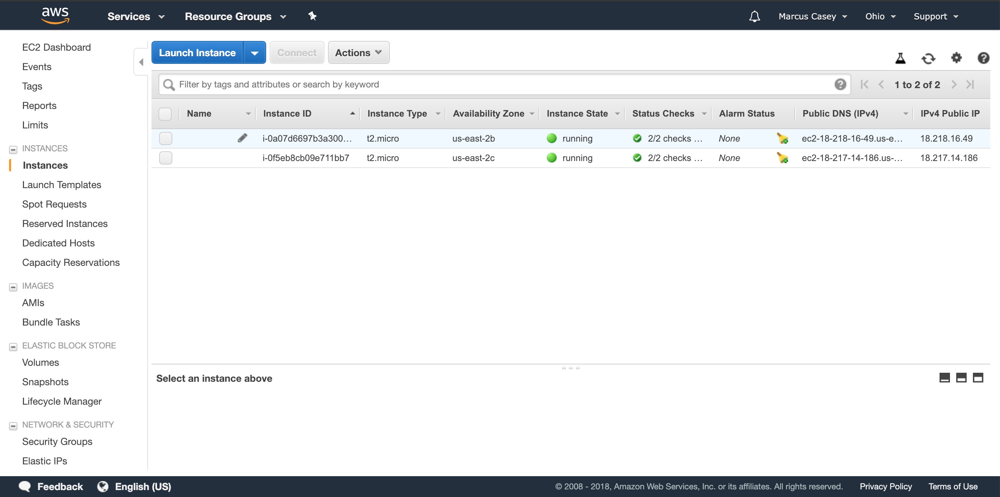 aws Services Resource Groups Marcus Casey Ohio Support
EC2 Dashboard
Events
Tags
Reports
Limits
INSTANCES
Instances
Launch Templates
Spot Requests
Reserved Instances
Dedicated Hosts
Capacity Reservations
IMAGES
AMIs
Bundle Tasks
ELASTIC BLOCK STORE
Volumes
Snapshots
Lifecycle Manager
NETWORK & SECURITY
Security Groups
Elastic IPs
Launch Instance Connect Actions
Filter by tags and attributes or search by keyword 1 to 2 of 2
Name Instance ID Instance Type Availability Zone Instance State Status Checks Alarm Status Public DNS (IPv4) IPv4 Public IP
i-0a07d6697b3a300... t2.micro us-east-2b running 2/2 checks ... None ec2-18-218-16-49.us-e... 18.218.16.49
i-0f5eb8cb09e711bb7 t2.micro us-east-2c running 2/2 checks ... None ec2-18-217-14-186.us-... 18.217.14.186
Select an instance above
Feedback English (US) © 2008 - 2018, Amazon Web Services, Inc. or its affiliates. All rights reserved. Privacy Policy Terms of Use